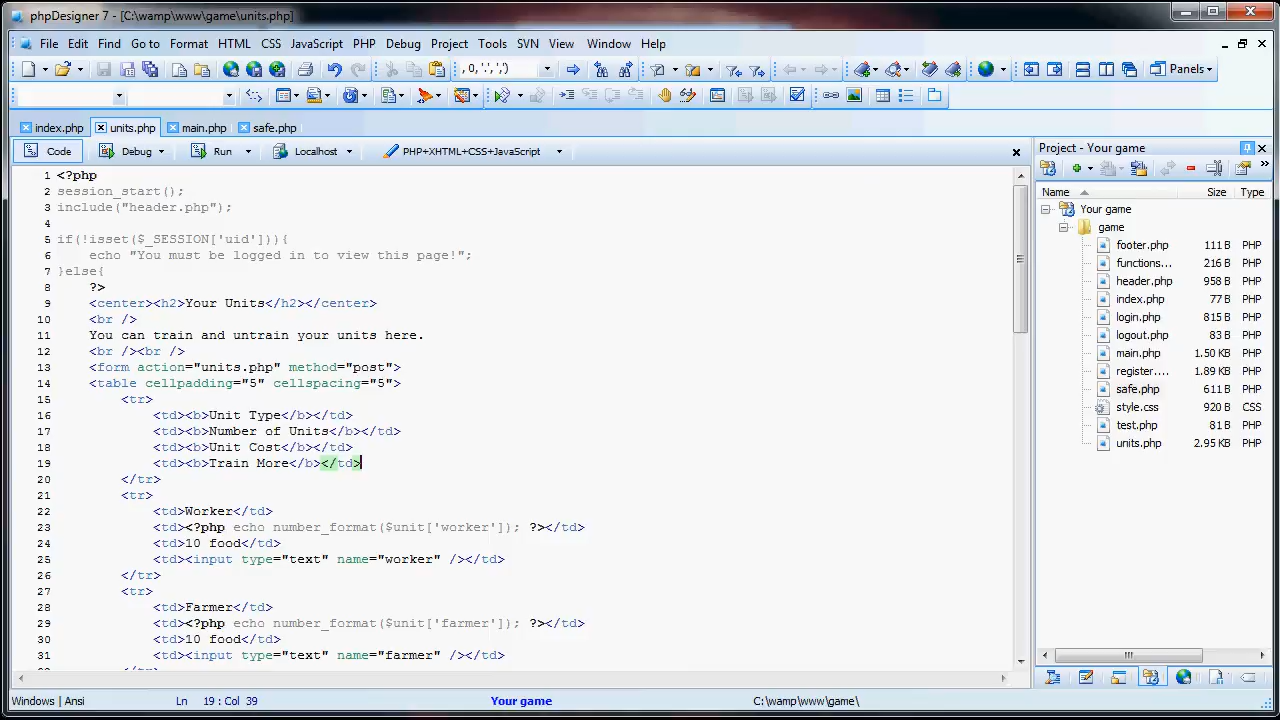 phpDesigner 7 - [C:\wamp\www\game\units.php]
File Edit Find Go to Format HTML CSS JavaScript PHP Debug Project Tools SVN View Window Help
, 0,'.',',')
Panels
index.php units.php main.php safe.php
Code Debug Run Localhost PHP+XHTML+CSS+JavaScript
1 <?php
2 session_start();
3 include("header.php");
4
5 if(!isset($_SESSION['uid'])){
6 echo "You must be logged in to view this page!";
7 }else{
8 ?>
9 <center><h2>Your Units</h2></center>
10 <br />
11 You can train and untrain your units here.
12 <br /><br />
13 <form action="units.php" method="post">
14 <table cellpadding="5" cellspacing="5">
15 <tr>
16 <td><b>Unit Type</b></td>
17 <td><b>Number of Units</b></td>
18 <td><b>Unit Cost</b></td>
19 <td><b>Train More</b></td>
20 </tr>
21 <tr>
22 <td>Worker</td>
23 <td><?php echo number_format($unit['worker']); ?></td>
24 <td>10 food</td>
25 <td><input type="text" name="worker" /></td>
26 </tr>
27 <tr>
28 <td>Farmer</td>
29 <td><?php echo number_format($unit['farmer']); ?></td>
30 <td>10 food</td>
31 <td><input type="text" name="farmer" /></td>
Project - Your game
Name Size Type
Your game
game
footer.php 111 B PHP
functions... 216 B PHP
header.php 958 B PHP
index.php 77 B PHP
login.php 815 B PHP
logout.php 83 B PHP
main.php 1.50 KB PHP
register.... 1.89 KB PHP
safe.php 611 B PHP
style.css 920 B CSS
test.php 81 B PHP
units.php 2.95 KB PHP
Windows | Ansi Ln 19 : Col 39 Your game C:\wamp\www\game\